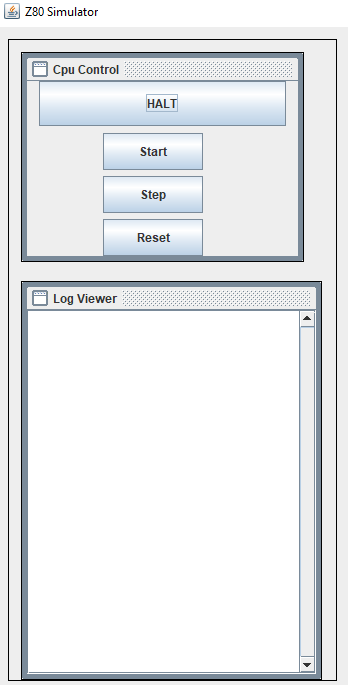 Z80 Simulator
Cpu Control
HALT
Start
Step
Reset
Log Viewer